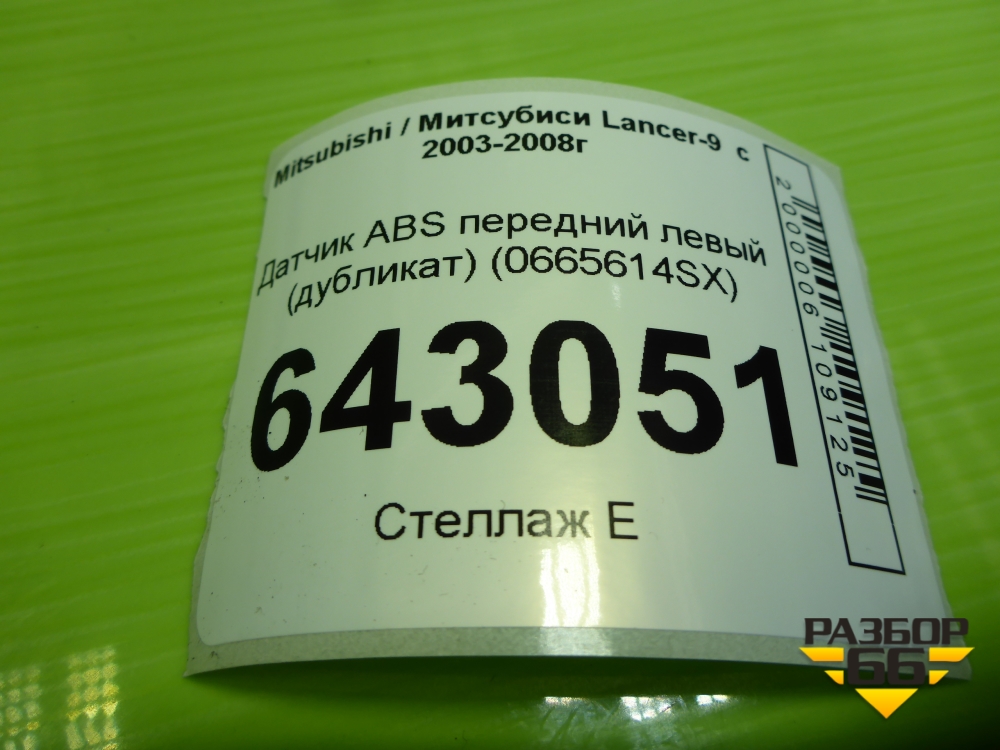 Mitsubishi / Митсубиси Lancer-9 с
2003-2008г
Датчик ABS передний левый
(дубликат) (0665614SX)
643051
Стеллаж Е
2000006109125
РАЗБОР
66